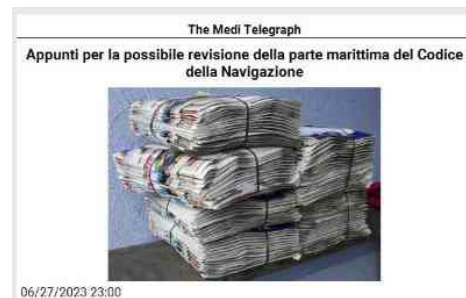 The Medi Telegraph
Appunti per la possibile revisione della parte marittima del Codice
della Navigazione
06/27/2023 23:00